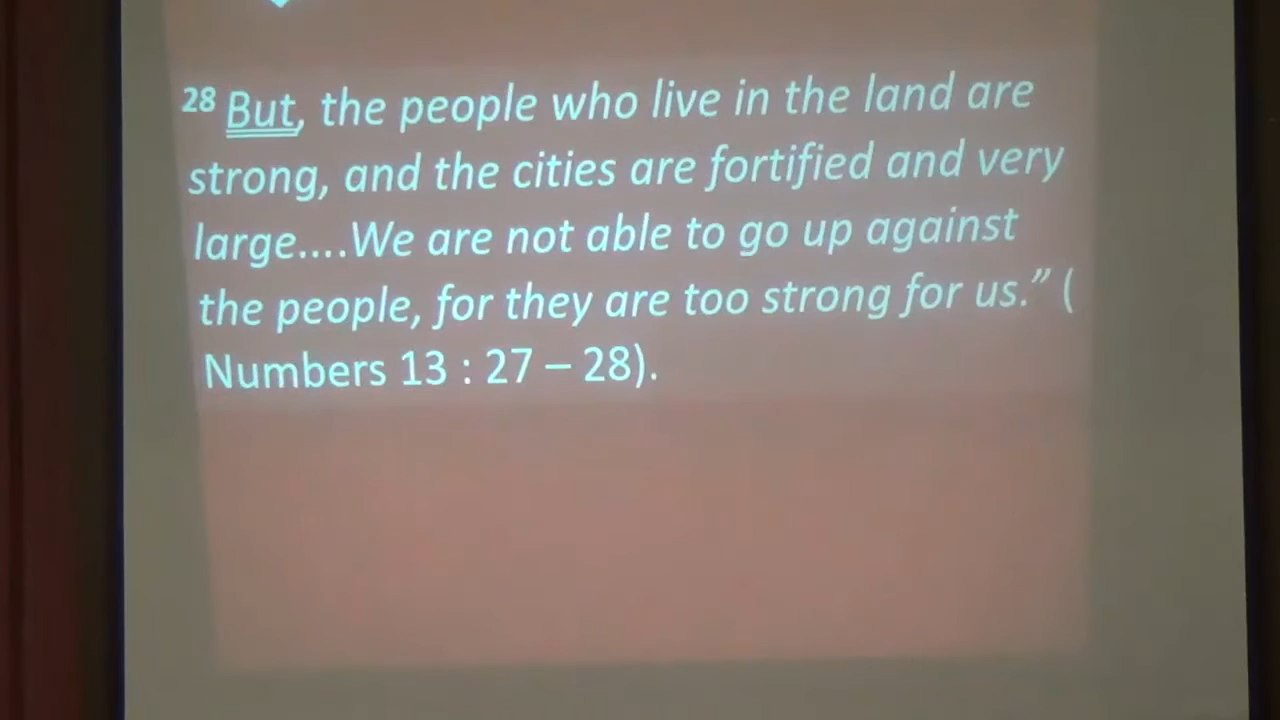 28 But, the people who live in the land are
strong, and the cities are fortified and very
large....We are not able to go up against
the people, for they are too strong for us.” (
Numbers 13 : 27 – 28).